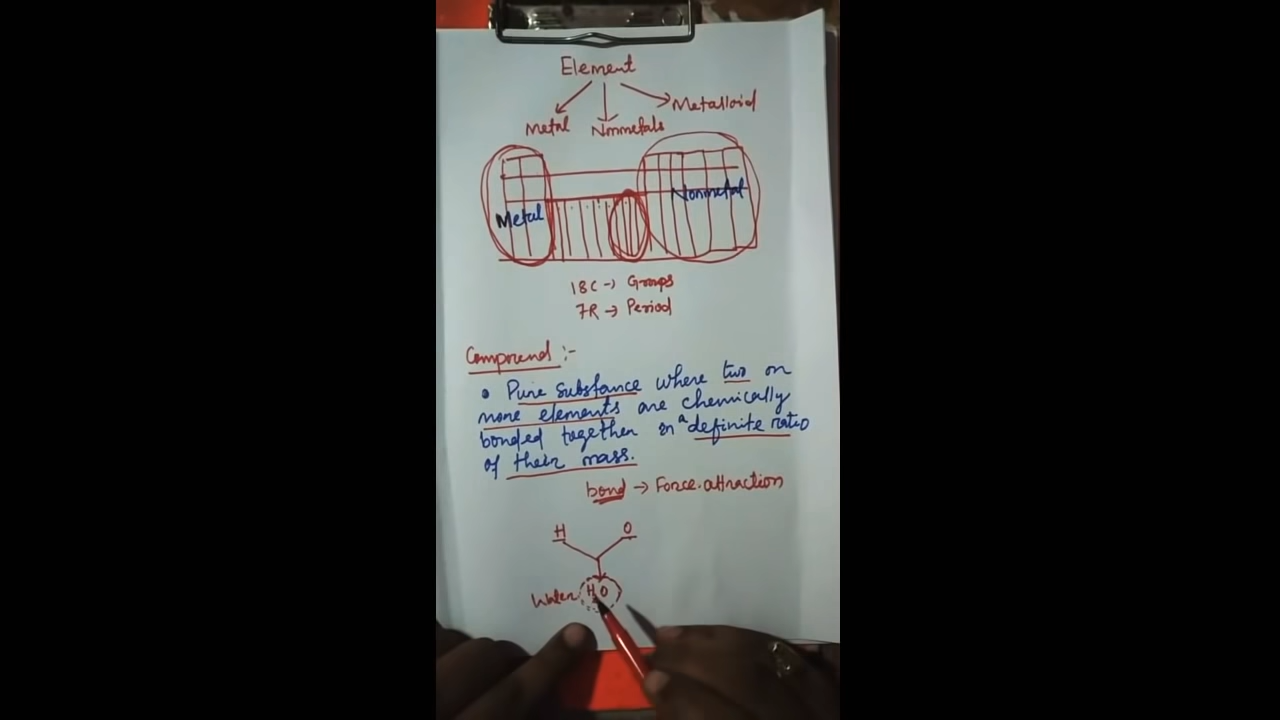 Element
Metal Nonmetals Metalloid
Metal Nonmetal
18C → Groups
7R → Period
Compound :-
• Pure substance where two or
more elements are chemically
bonded together in a definite ratio
of their mass.
bond → Force.attraction
H O
Water HO